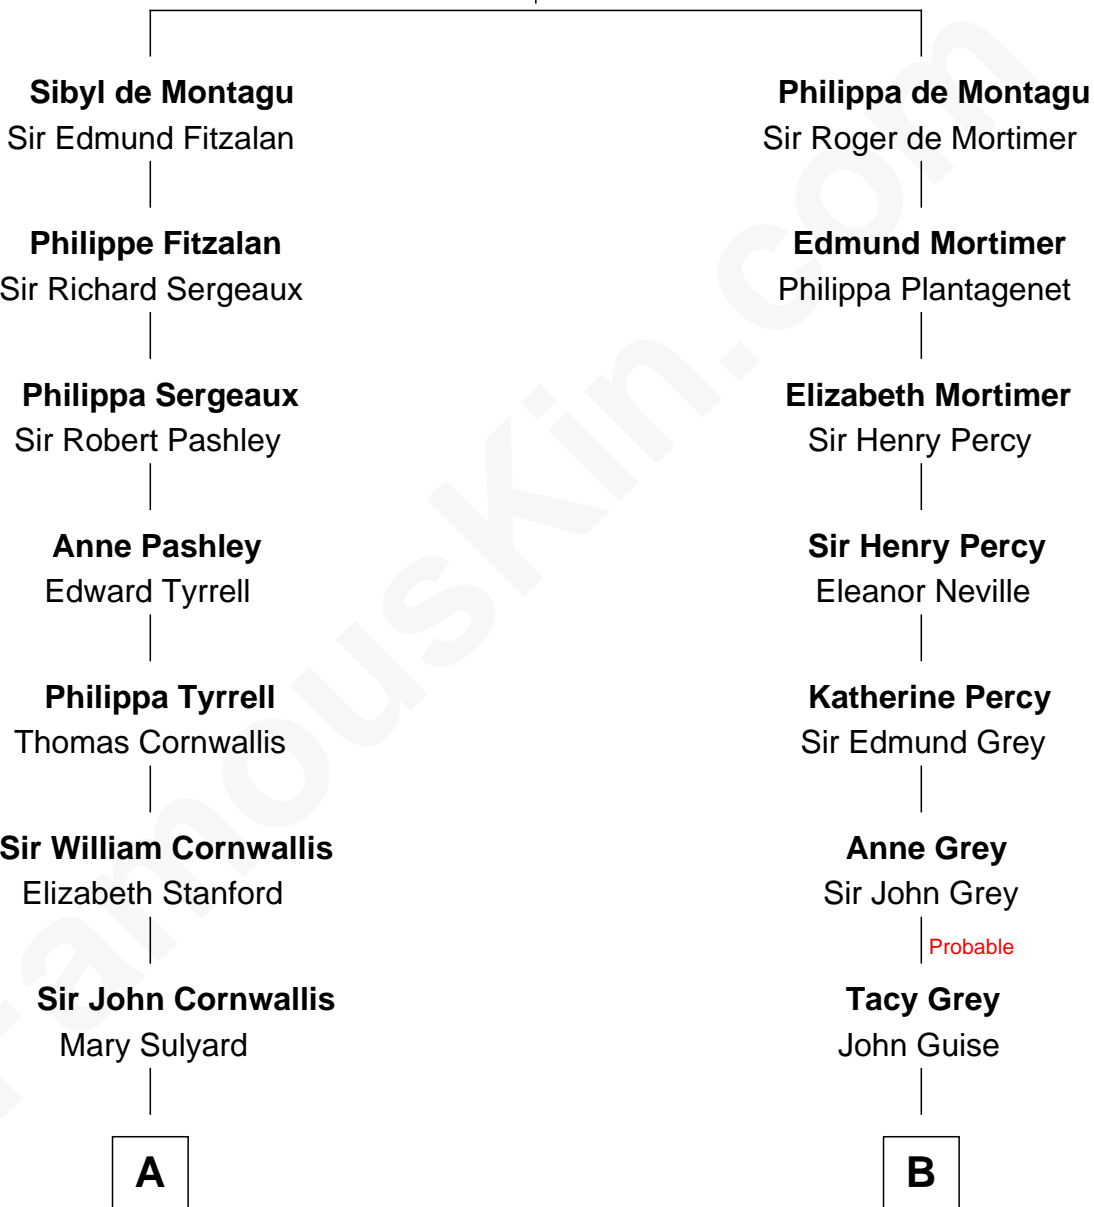 Sibyl de Montagu
Sir Edmund Fitzalan
Philippe Fitzalan
Sir Richard Sergeaux
Philippa Sergeaux
Sir Robert Pashley
Anne Pashley
Edward Tyrrell
Philippa Tyrrell
Thomas Cornwallis
Sir William Cornwallis
Elizabeth Stanford
Sir John Cornwallis
Mary Sulyard
A
Philippa de Montagu
Sir Roger de Mortimer
Edmund Mortimer
Philippa Plantagenet
Elizabeth Mortimer
Sir Henry Percy
Sir Henry Percy
Eleanor Neville
Katherine Percy
Sir Edmund Grey
Anne Grey
Sir John Grey
Probable
Tacy Grey
John Guise
B
FamousKin.com